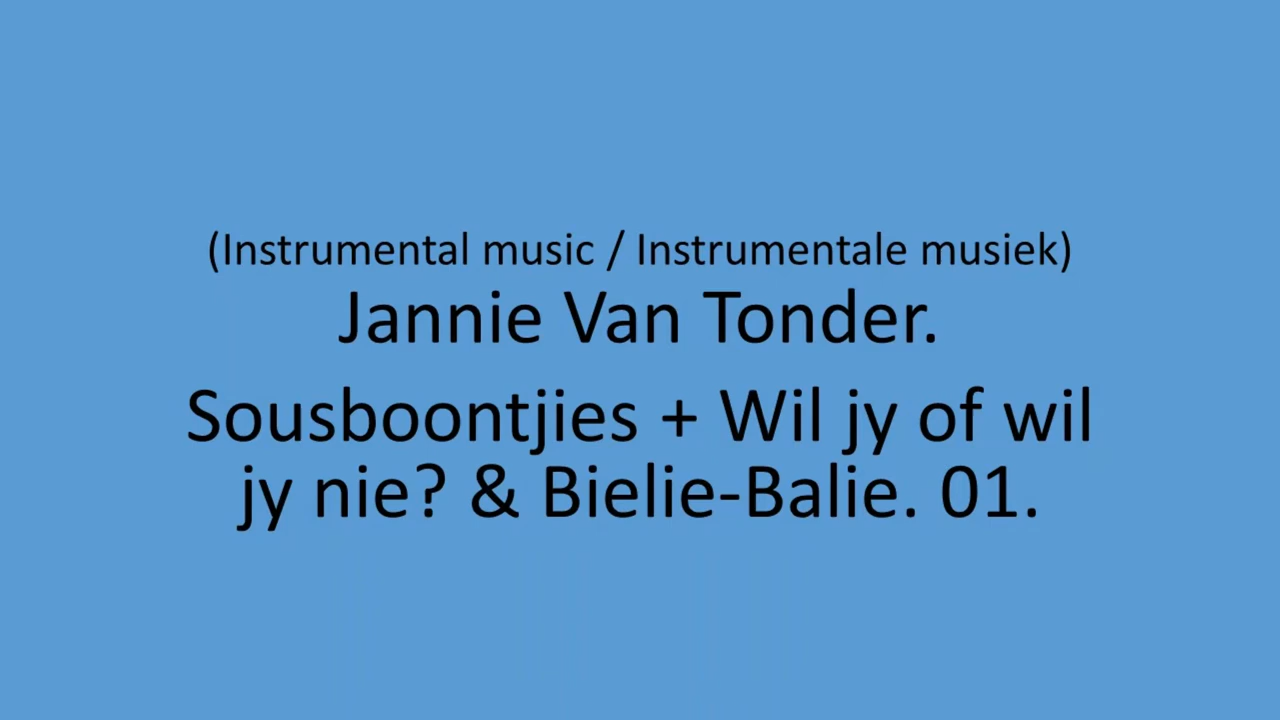 (Instrumental music / Instrumentale musiek)
Jannie Van Tonder.
Sousboontjies + Wil jy of wil
jy nie? & Bielie-Balie. 01.